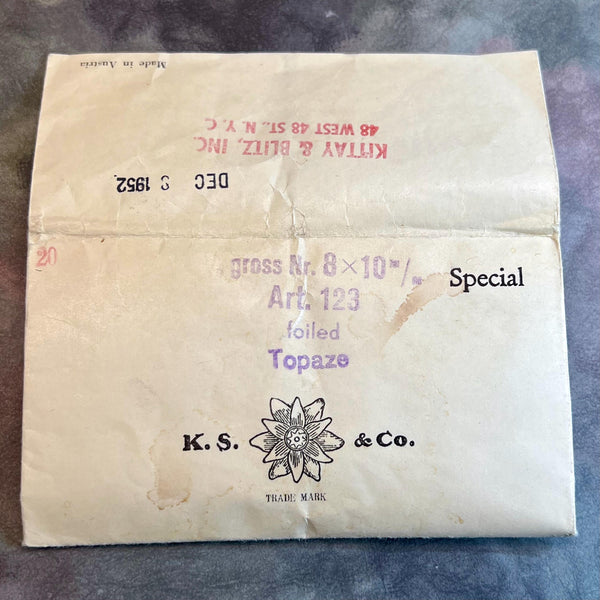 Made in Austria
KITTAY & BLITZ, INC.
48 WEST 48 ST., N. Y. C
DEC 8 1952
20
gross Nr. 8×10 m/m
Art. 123
foiled
Topaze
Special
K. S. & Co.
TRADE MARK